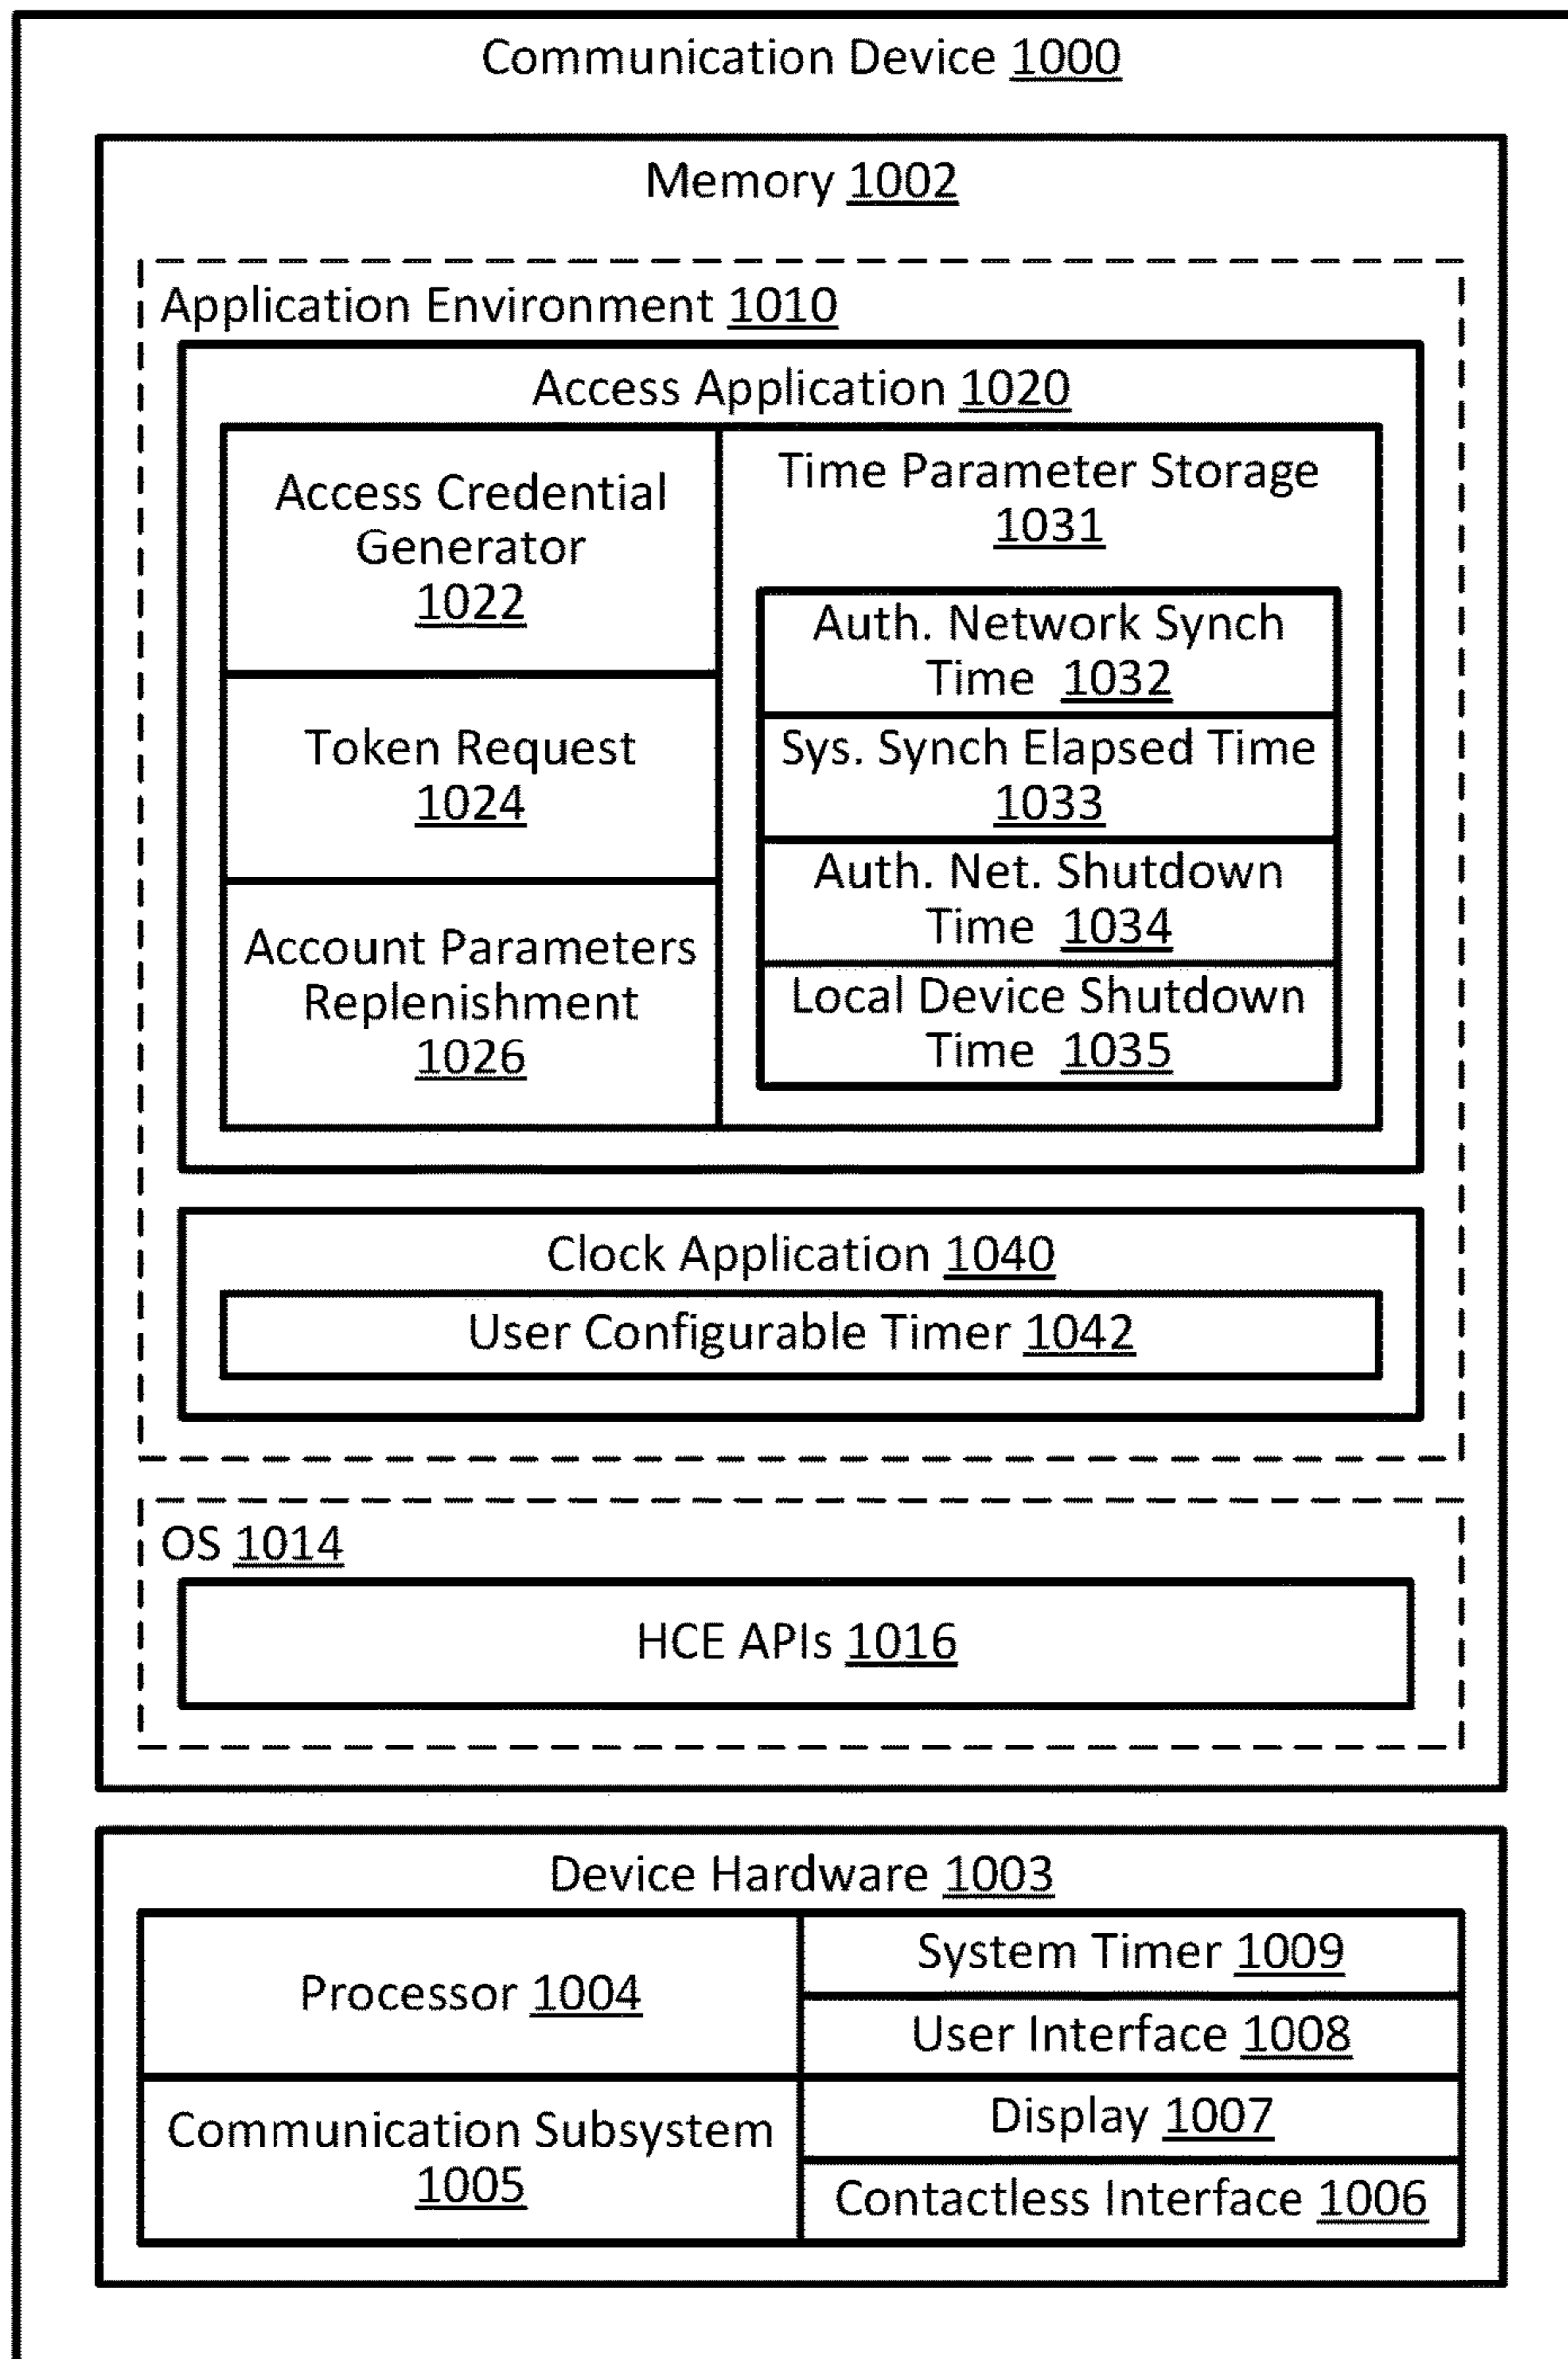 Communication Device 1000
Memory 1002
Application Environment 1010
Access Application 1020
Access Credential
Generator
1022
Token Request
1024
Account Parameters
Replenishment
1026
Time Parameter Storage
1031
Auth. Network Synch
Time 1032
Sys. Synch Elapsed Time
1033
Auth. Net. Shutdown
Time 1034
Local Device Shutdown
Time 1035
Clock Application 1040
User Configurable Timer 1042
OS 1014
HCE APIs 1016
Device Hardware 1003
Processor 1004
Communication Subsystem
1005
System Timer 1009
User Interface 1008
Display 1007
Contactless Interface 1006